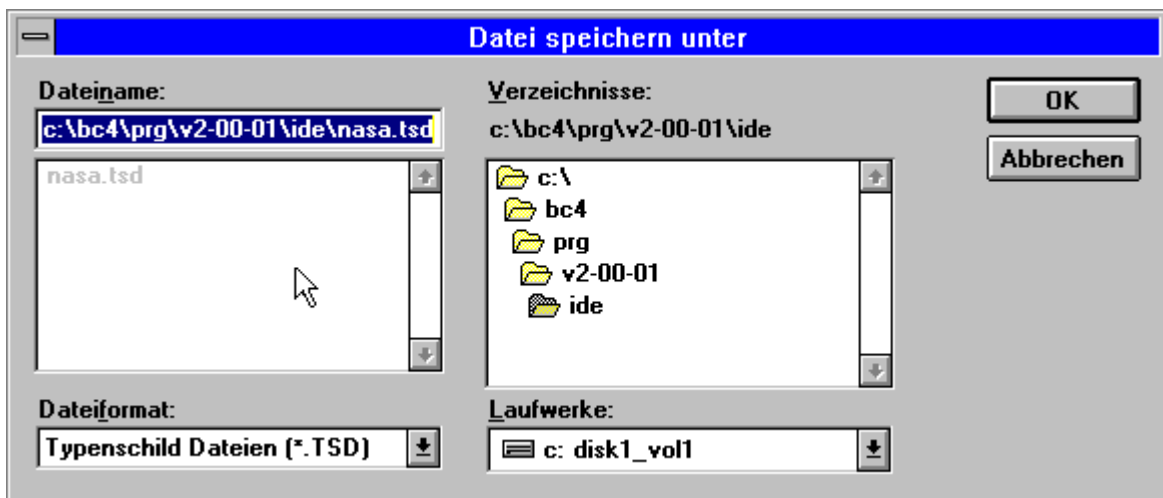 Datei speichern unter
Dateiname:
c:\bc4\prg\v2-00-01\ide\nasa.tsd
nasa.tsd
Dateiformat:
Typenschild Dateien (*.TSD)
Verzeichnisse:
c:\bc4\prg\v2-00-01\ide
c:\
bc4
prg
v2-00-01
ide
Laufwerke:
c: disk1_vol1
OK
Abbrechen